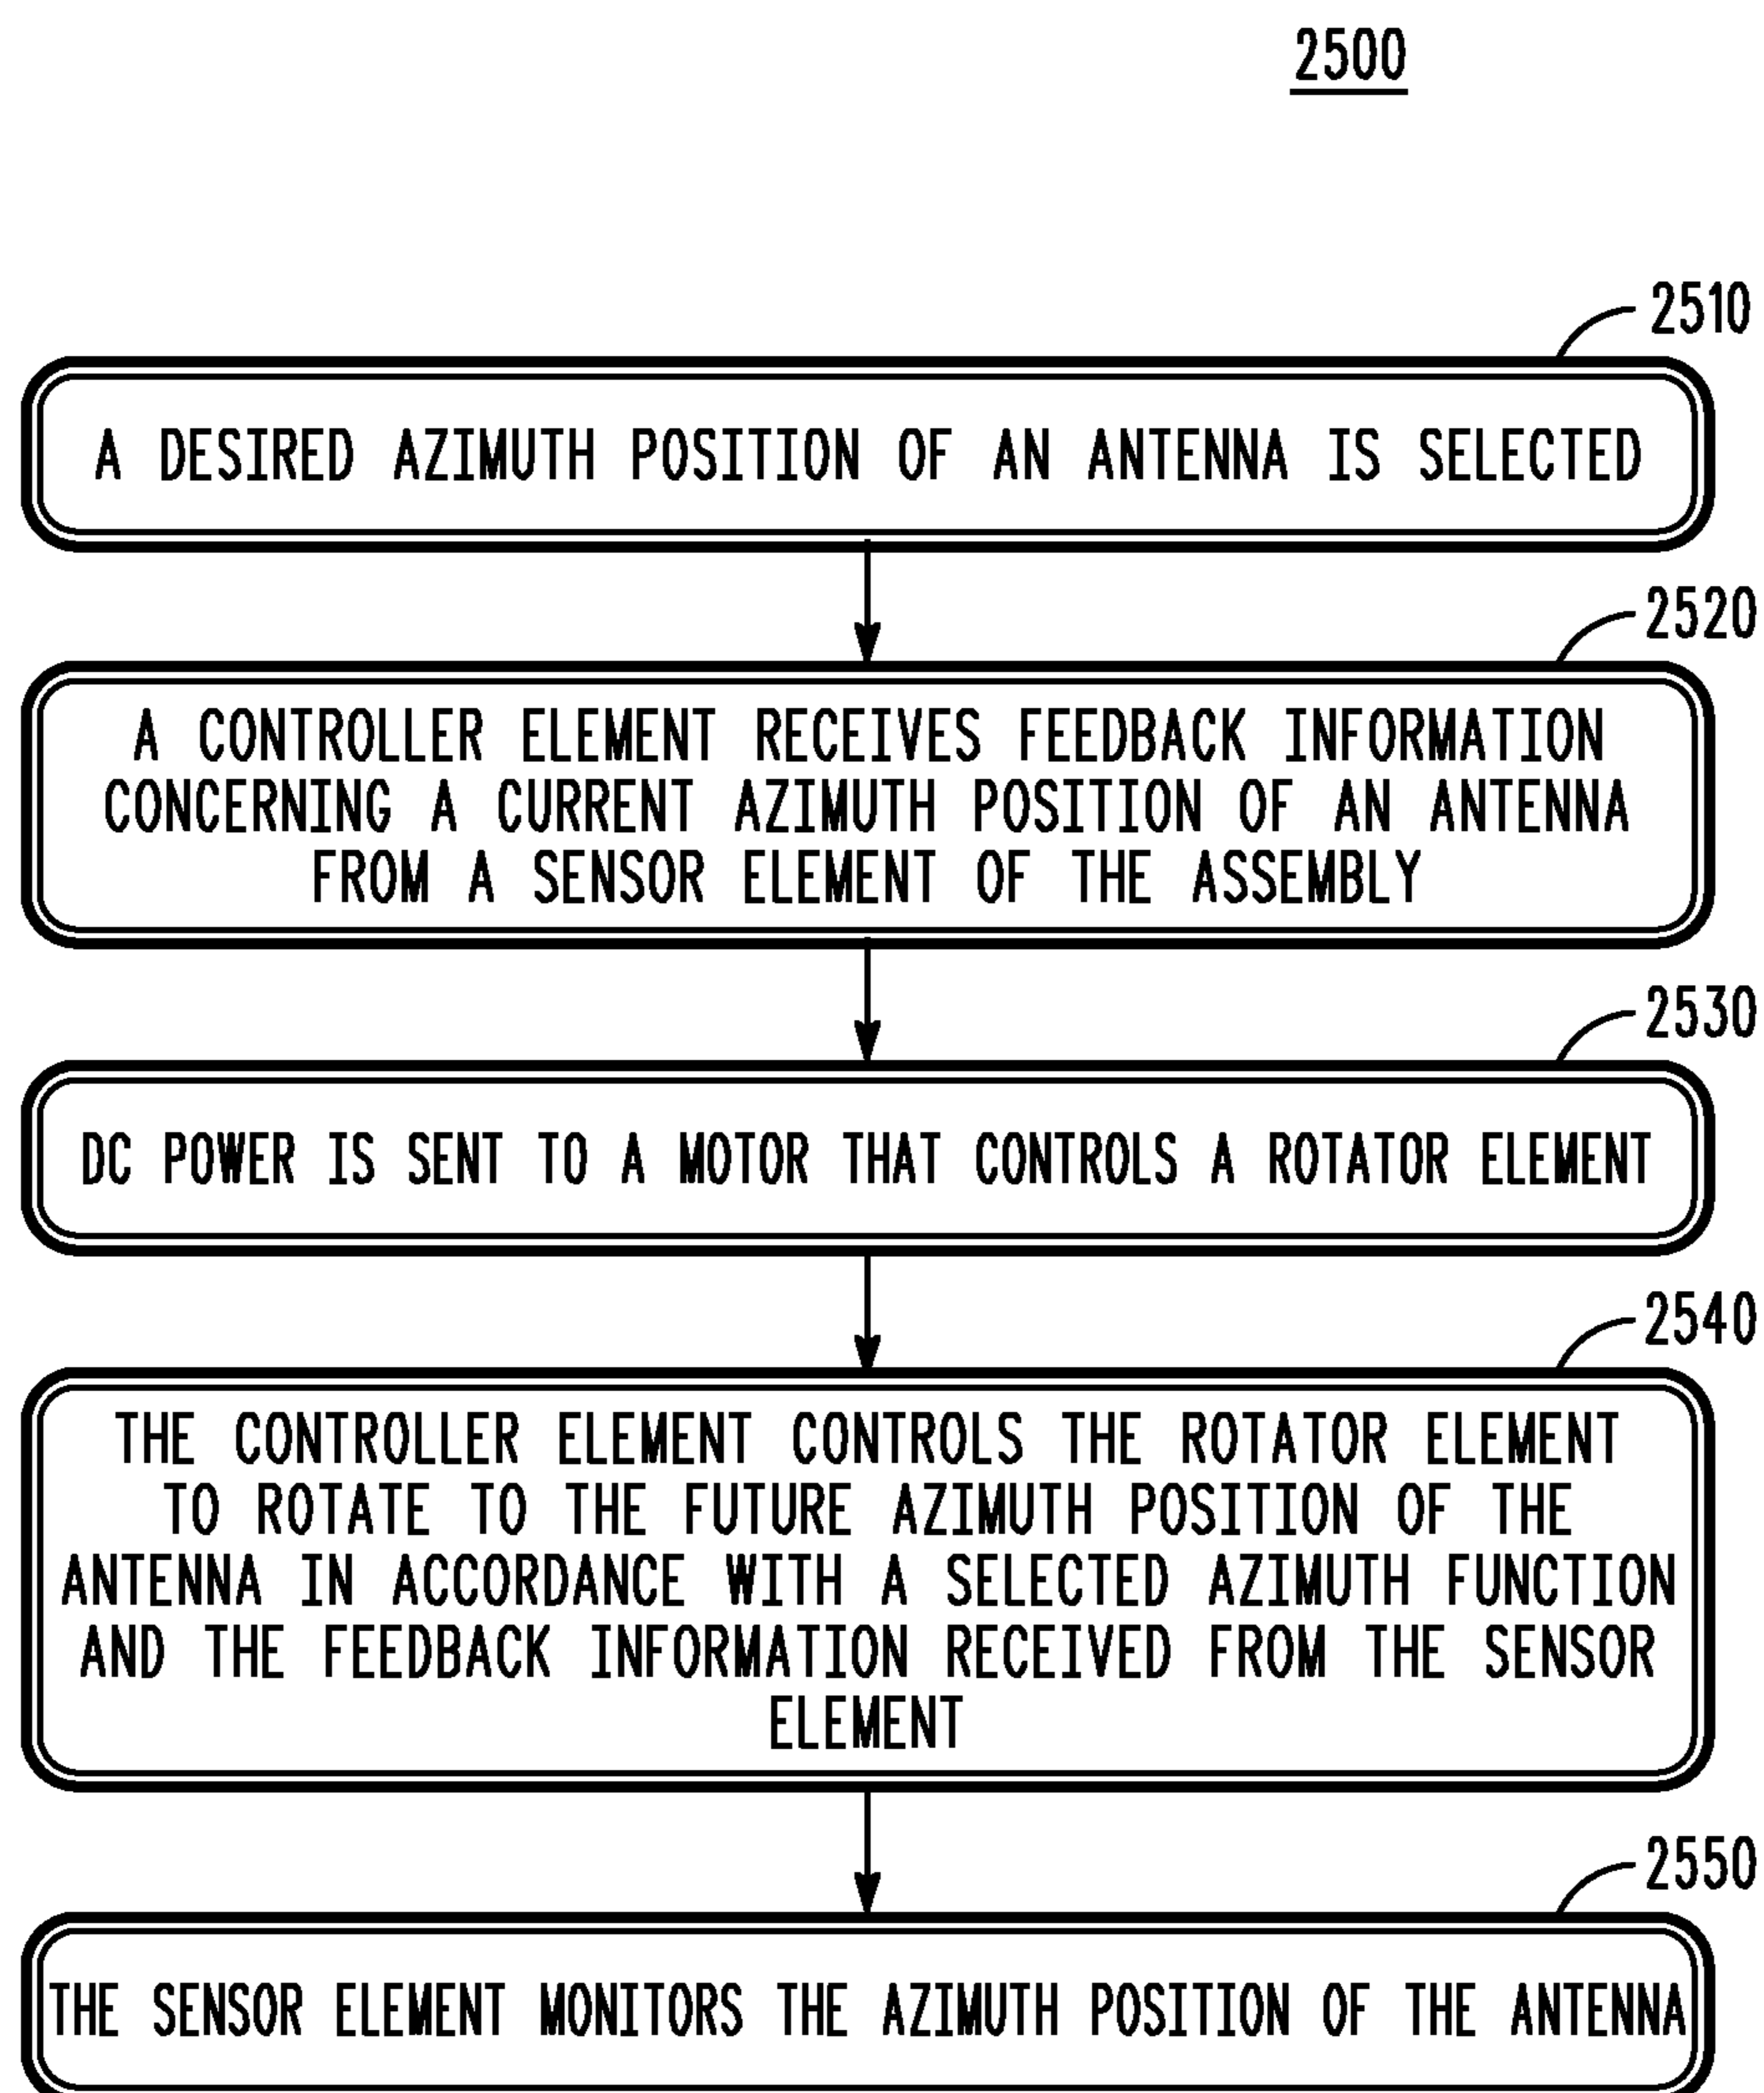 2500
2510
A DESIRED AZIMUTH POSITION OF AN ANTENNA IS SELECTED
2520
A CONTROLLER ELEMENT RECEIVES FEEDBACK INFORMATION
CONCERNING A CURRENT AZIMUTH POSITION OF AN ANTENNA
FROM A SENSOR ELEMENT OF THE ASSEMBLY
2530
DC POWER IS SENT TO A MOTOR THAT CONTROLS A ROTATOR ELEMENT
2540
THE CONTROLLER ELEMENT CONTROLS THE ROTATOR ELEMENT
TO ROTATE TO THE FUTURE AZIMUTH POSITION OF THE
ANTENNA IN ACCORDANCE WITH A SELECTED AZIMUTH FUNCTION
AND THE FEEDBACK INFORMATION RECEIVED FROM THE SENSOR
ELEMENT
2550
THE SENSOR ELEMENT MONITORS THE AZIMUTH POSITION OF THE ANTENNA